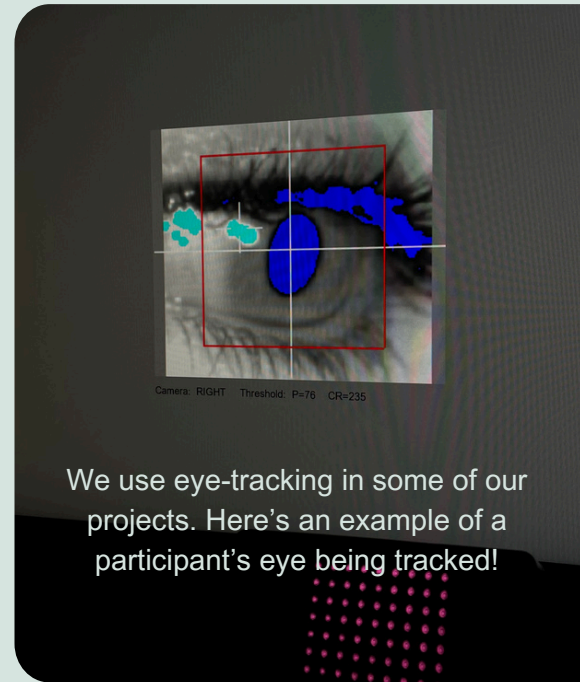 Camera: RIGHT Threshold: P=76 CR=235
We use eye-tracking in some of our
projects. Here’s an example of a
participant’s eye being tracked!